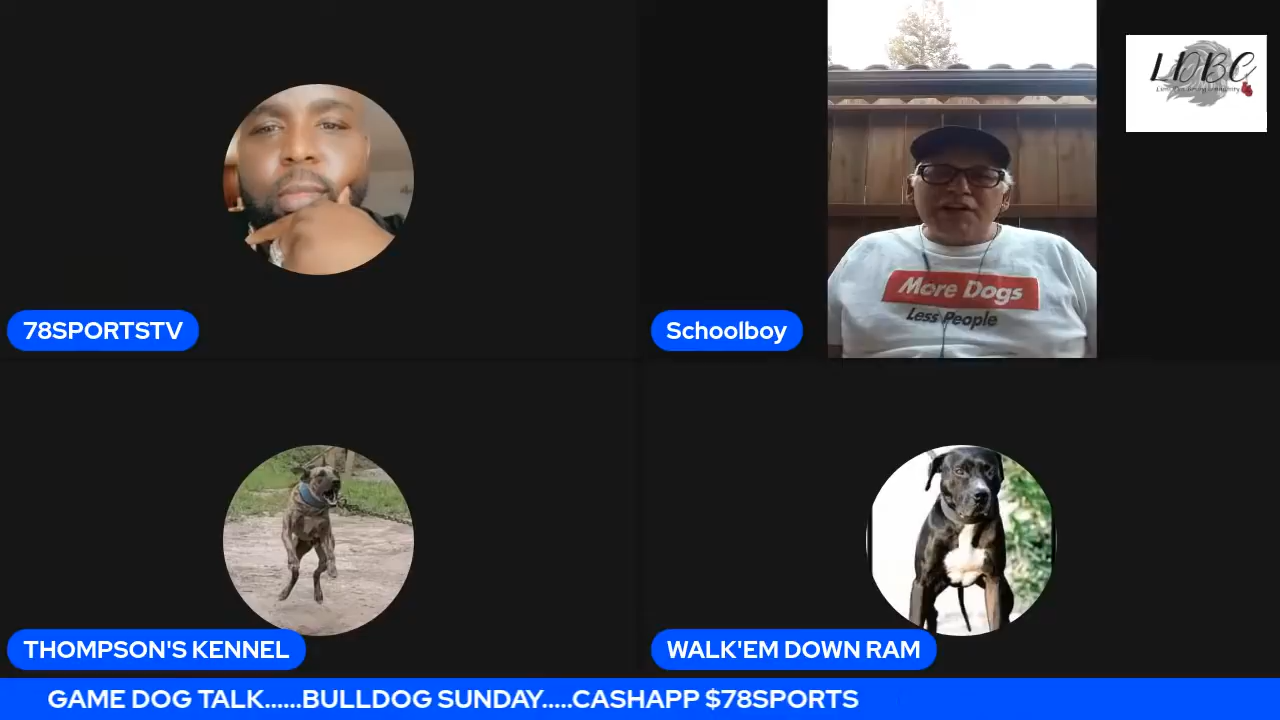 LDBC
More Dogs
Less People
78SPORTSTV
Schoolboy
THOMPSON'S KENNEL
WALK'EM DOWN RAM
GAME DOG TALK......BULLDOG SUNDAY.....CASHAPP $78SPORTS